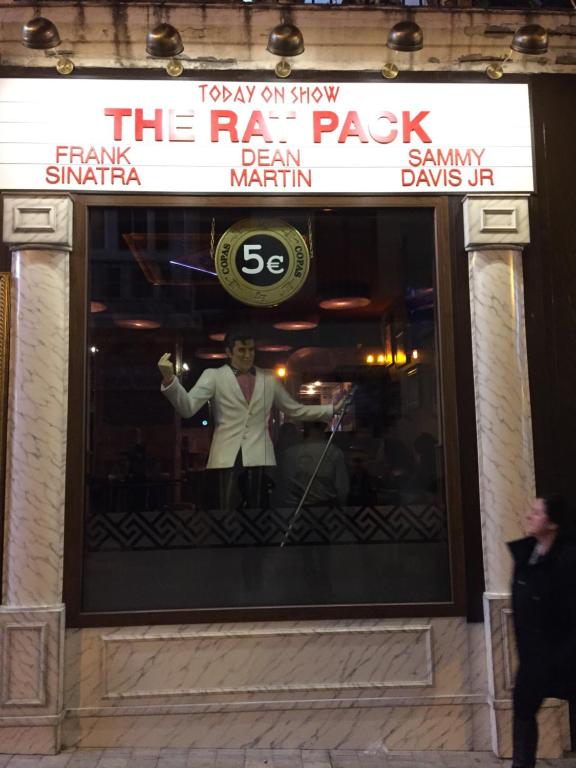 TODAY ON SHOW
THE RAT PACK
FRANK SINATRA
DEAN MARTIN
SAMMY DAVIS JR
COPAS 5€ COPAS